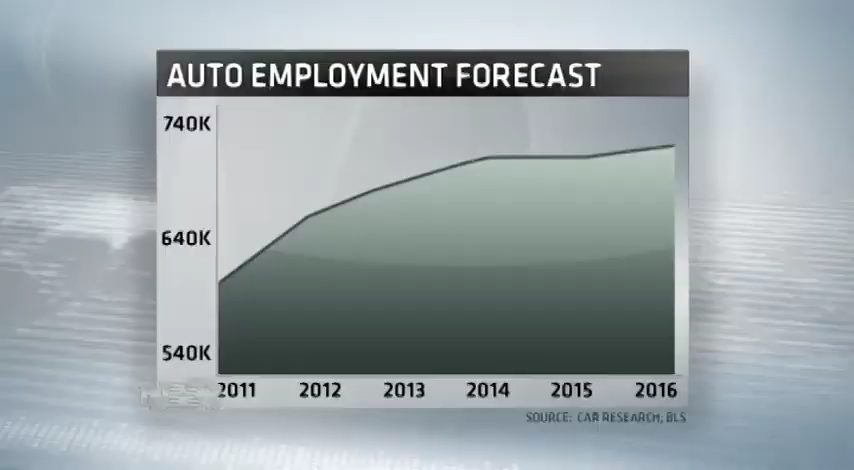 AUTO EMPLOYMENT FORECAST
740K
640K
540K
2011 2012 2013 2014 2015 2016
SOURCE: CAR RESEARCH, BLS